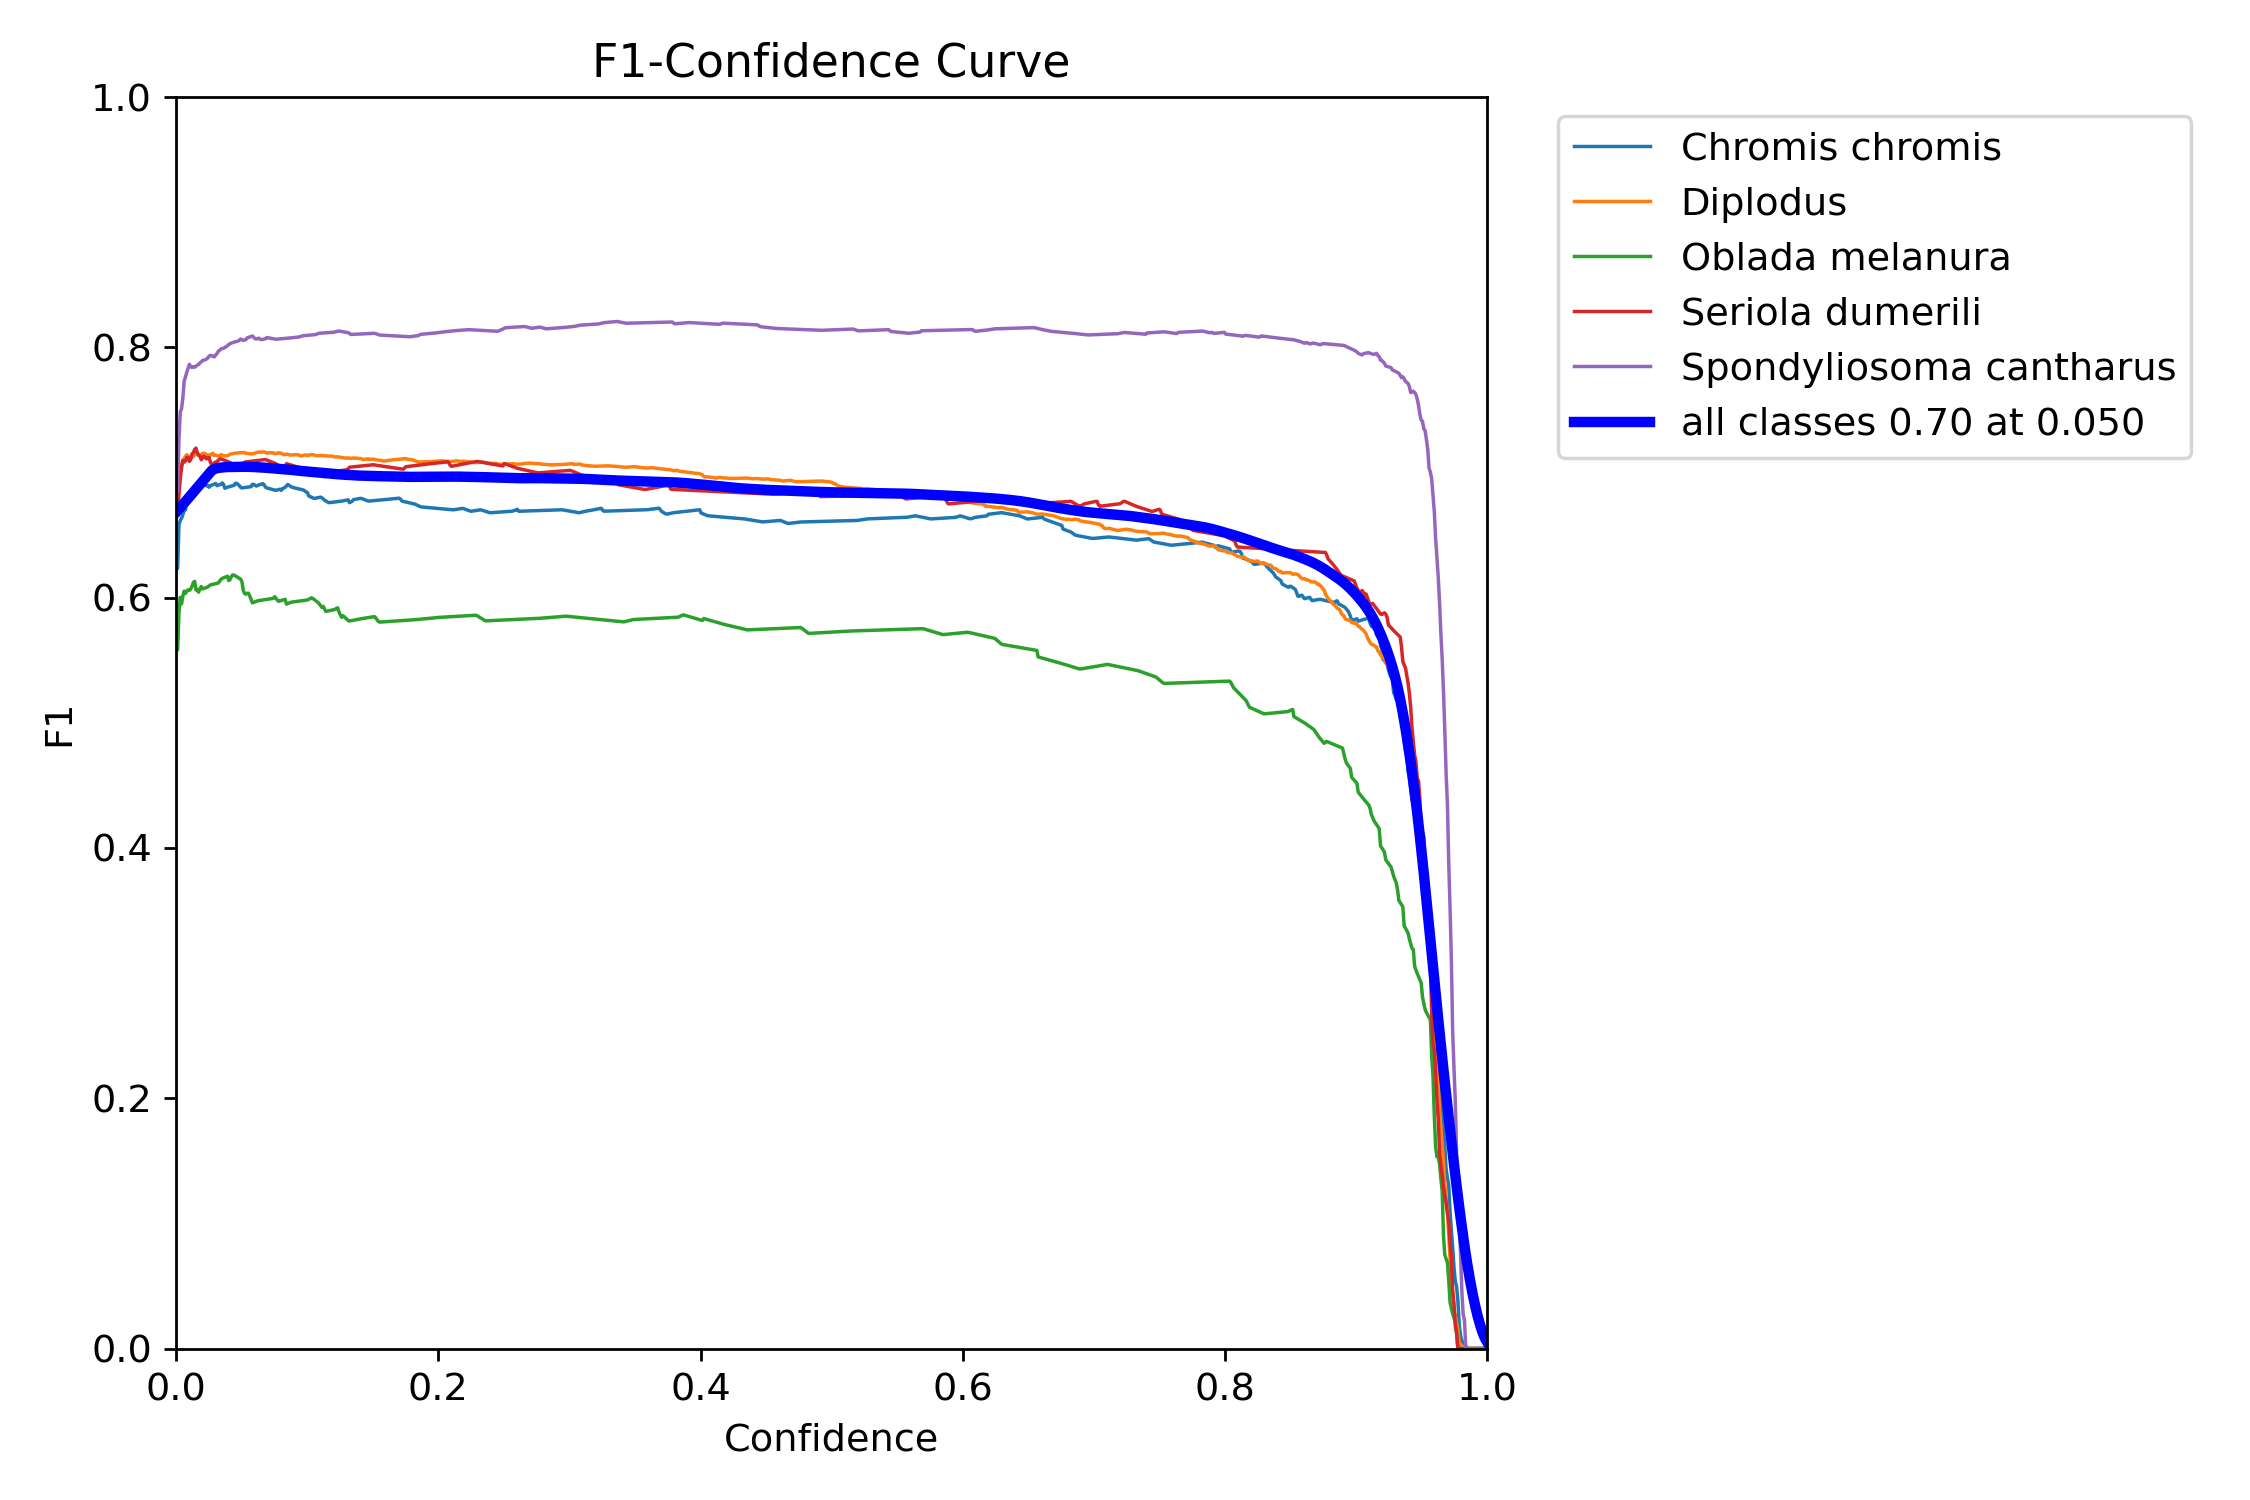 F1-Confidence Curve
1.0
0.8
0.6
0.4
0.2
0.0
F1
0.0 0.2 0.4 0.6 0.8 1.0
Confidence
Chromis chromis
Diplodus
Oblada melanura
Seriola dumerili
Spondyliosoma cantharus
all classes 0.70 at 0.050